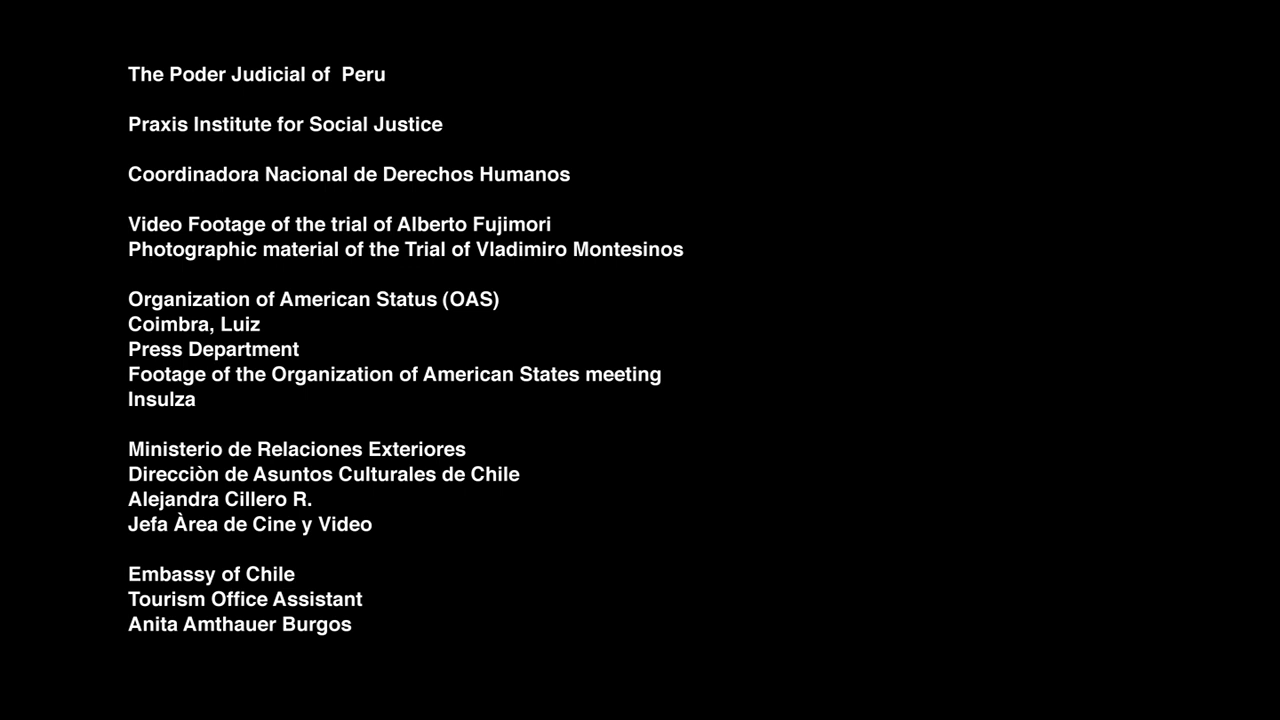 The Poder Judicial of  Peru
Praxis Institute for Social Justice
Coordinadora Nacional de Derechos Humanos
Video Footage of the trial of Alberto Fujimori
Photographic material of the Trial of Vladimiro Montesinos
Organization of American Status (OAS)
Coimbra, Luiz
Press Department
Footage of the Organization of American States meeting
Insulza
Ministerio de Relaciones Exteriores
Direcciòn de Asuntos Culturales de Chile
Alejandra Cillero R.
Jefa Àrea de Cine y Video
Embassy of Chile
Tourism Office Assistant
Anita Amthauer Burgos